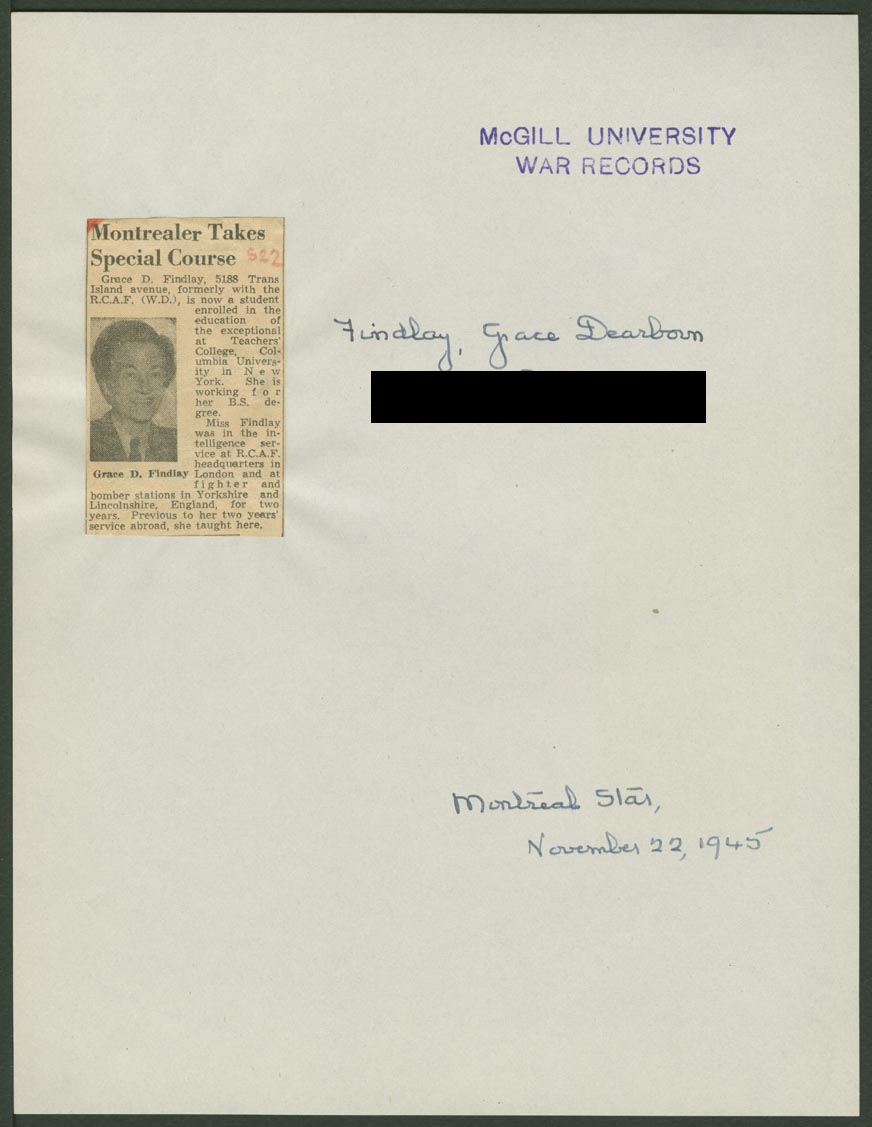 McGILL UNIVERSITY
WAR RECORDS
Montrealer Takes
Special Course
S22
Grace D. Findlay, 5188 Trans
Island avenue, formerly with the
R.C.A.F. (W.D.), is now a student
enrolled in the
education of
the exceptional
at Teachers'
College, Col-
umbia Univers-
ity in New
York. She is
working for
her B.S. de-
gree.
Miss Findlay
was in the in-
telligence ser-
vice at R.C.A.F.
headquarters in
London and at
fighter and
bomber stations in Yorkshire and
Lincolnshire, England, for two
years. Previous to her two years'
service abroad, she taught here.
Grace D. Findlay
Findlay, Grace Dearborn
Montreal Star,
November 22, 1945